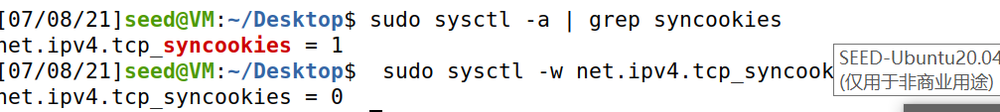 [07/08/21]seed@VM:~/Desktop$ sudo sysctl -a | grep syncookies
net.ipv4.tcp_syncookies = 1
[07/08/21]seed@VM:~/Desktop$  sudo sysctl -w net.ipv4.tcp_syncook
net.ipv4.tcp_syncookies = 0
SEED-Ubuntu20.04
(仅用于非商业用途)